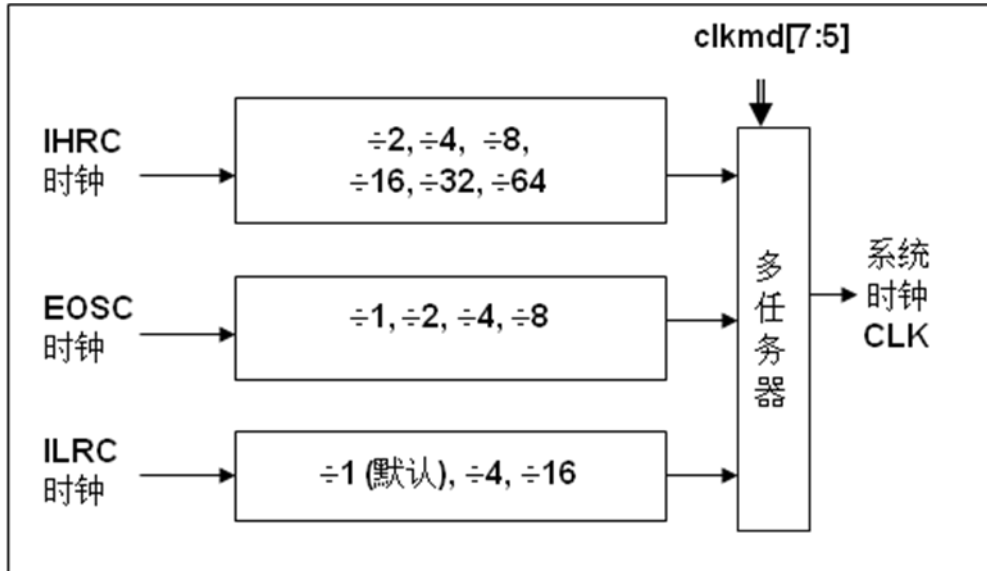 clkmd[7:5]
IHRC
时钟
÷2, ÷4, ÷8,
÷16, ÷32, ÷64
EOSC
时钟
÷1, ÷2, ÷4, ÷8
ILRC
时钟
÷1 (默认), ÷4, ÷16
多
任
务
器
系统
时钟
CLK